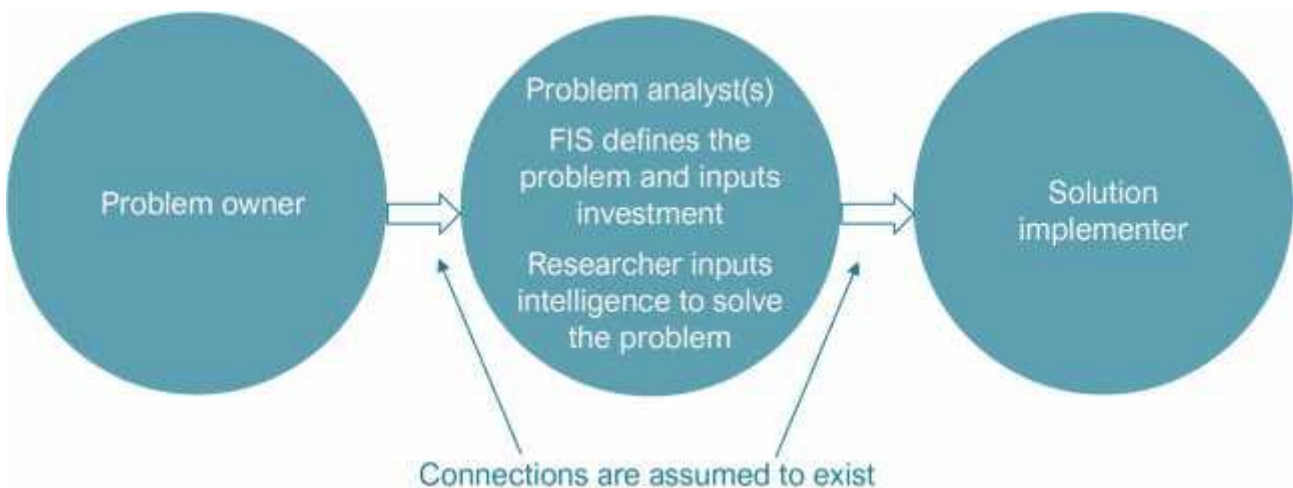 Problem owner
Problem analyst(s)
FIS defines the
problem and inputs
investment
Researcher inputs
intelligence to solve
the problem
Solution
implementer
Connections are assumed to exist